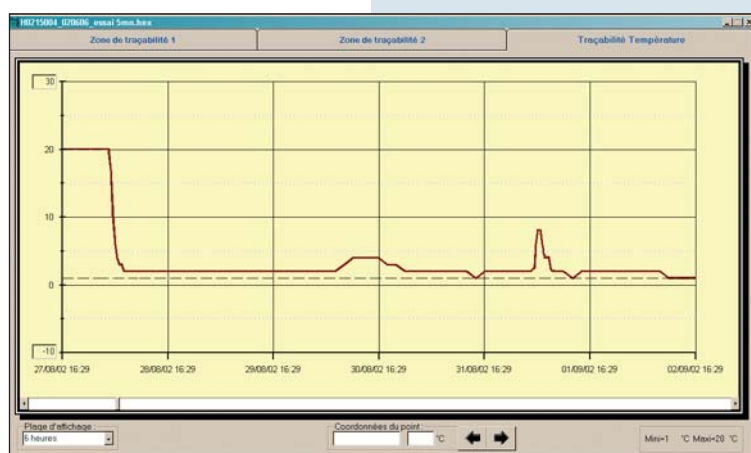 H0215004_020606_essai 5mn.hex
Zone de traçabilité 1 Zone de traçabilité 2 Traçabilité Température
30
20
10
0
-10
27/08/02 16:29 28/08/02 16:29 29/08/02 16:29 30/08/02 16:29 31/08/02 16:29 01/09/02 16:29 02/09/02 16:29
Plage d'affichage : Coordonnées du point :
6 heures °C Mini=1 °C Maxi=20 °C